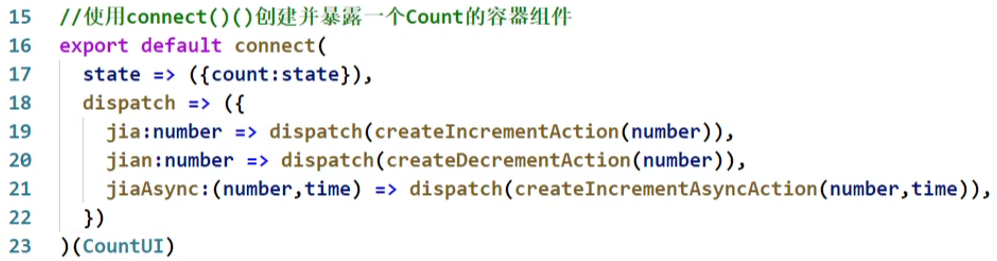 15 //使用connect()()创建并暴露一个Count的容器组件
16 export default connect(
17   state => ({count:state}),
18   dispatch => ({
19     jia:number => dispatch(createIncrementAction(number)),
20     jian:number => dispatch(createDecrementAction(number)),
21     jiaAsync:(number,time) => dispatch(createIncrementAsyncAction(number,time)),
22   })
23 )(CountUI)